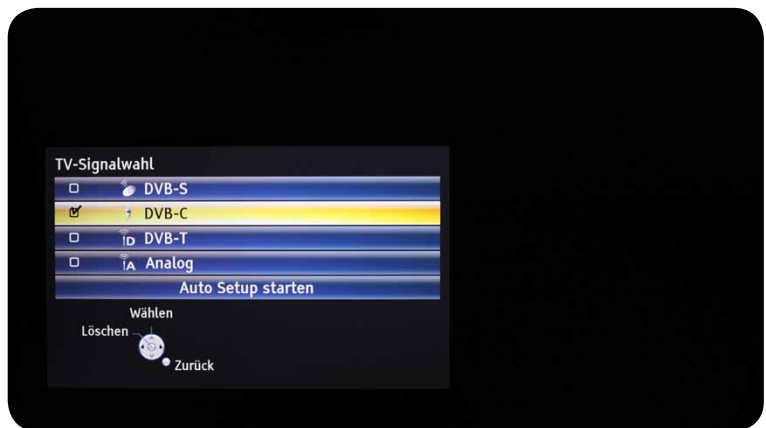 TV-Signalwahl
DVB-S
DVB-C
D DVB-T
A Analog
Auto Setup starten
Wählen
Löschen
Zurück